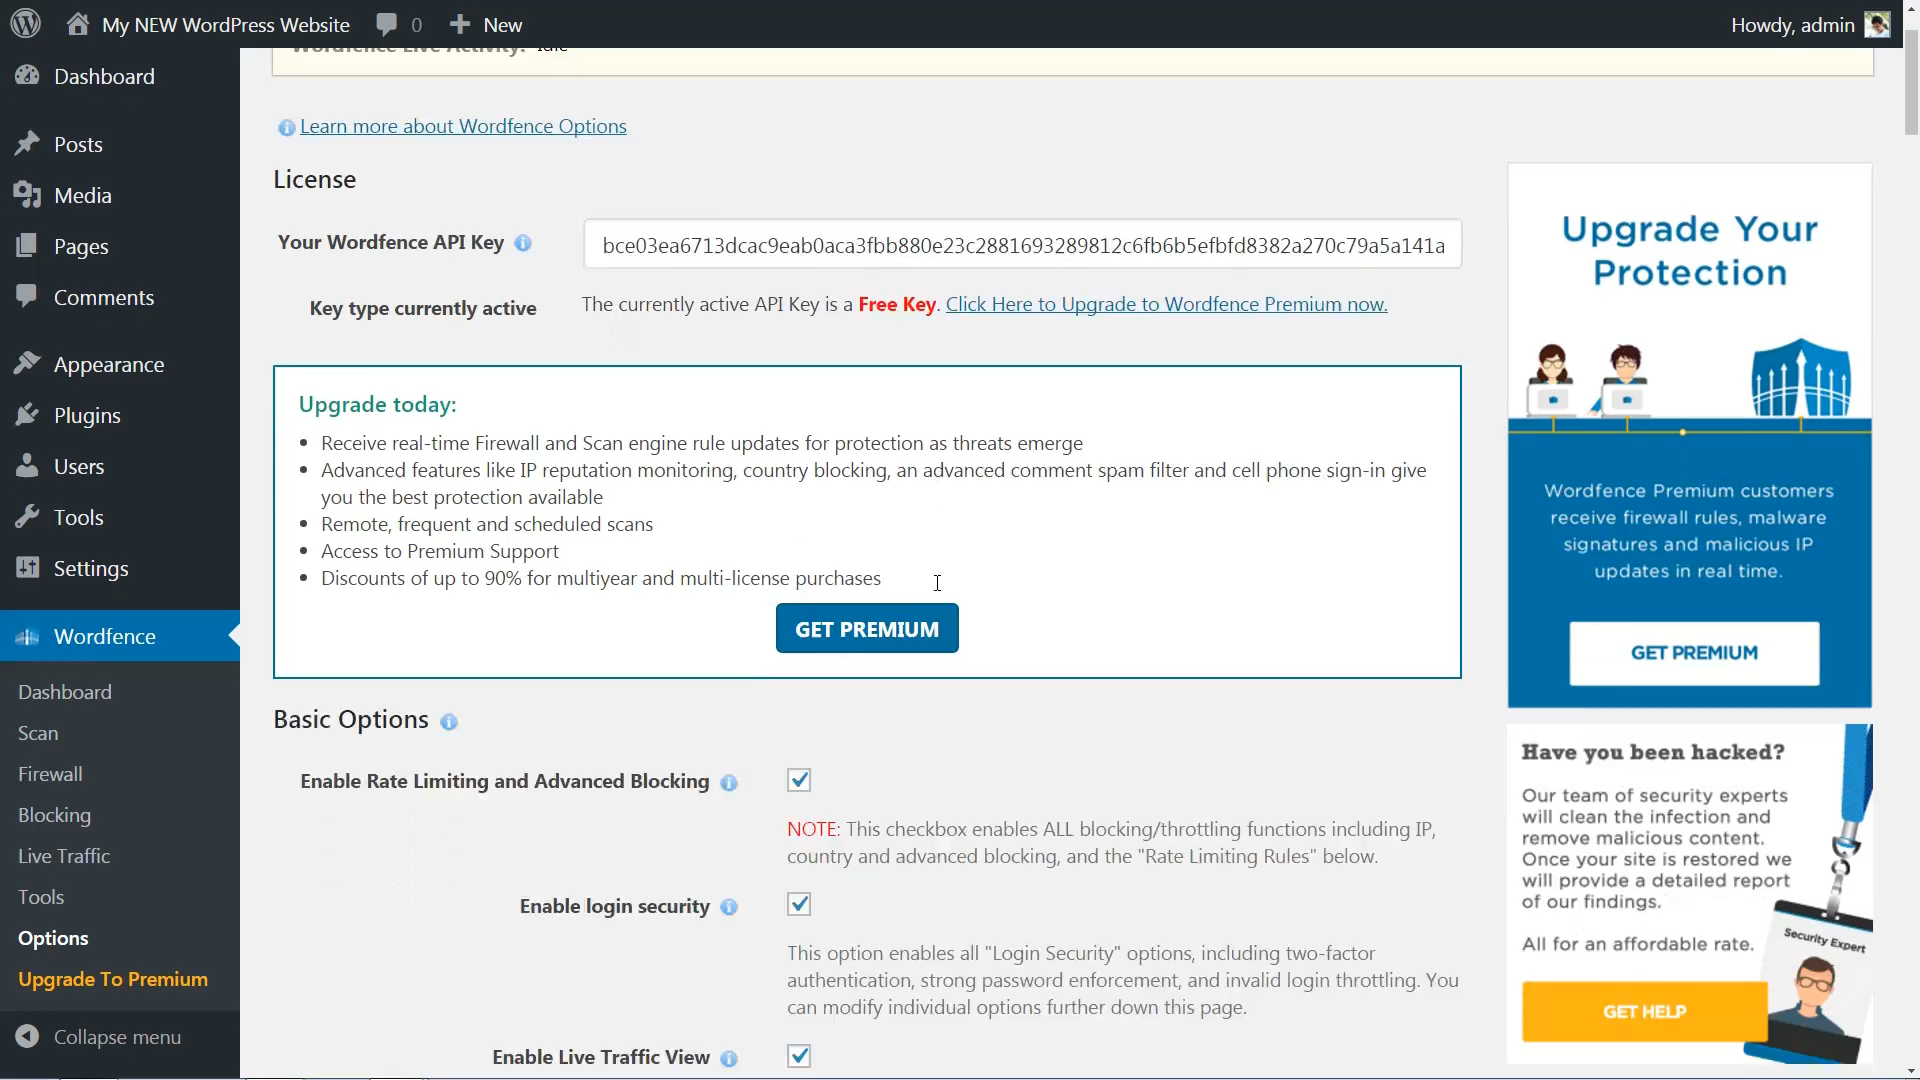 My NEW WordPress Website
0
New
Howdy, admin
Dashboard
Posts
Media
Pages
Comments
Appearance
Plugins
Users
Tools
Settings
Wordfence
Dashboard
Scan
Firewall
Blocking
Live Traffic
Tools
Options
Upgrade To Premium
Collapse menu
Wordfence Live Activity: Idle
Learn more about Wordfence Options
License
Your Wordfence API Key
bce03ea6713dcac9eab0aca3fbb880e23c2881693289812c6fb6b5efbfd8382a270c79a5a141a
Key type currently active
The currently active API Key is a Free Key. Click Here to Upgrade to Wordfence Premium now.
Upgrade today:
Receive real-time Firewall and Scan engine rule updates for protection as threats emerge
Advanced features like IP reputation monitoring, country blocking, an advanced comment spam filter and cell phone sign-in give
you the best protection available
Remote, frequent and scheduled scans
Access to Premium Support
Discounts of up to 90% for multiyear and multi-license purchases
GET PREMIUM
Basic Options
Enable Rate Limiting and Advanced Blocking
NOTE: This checkbox enables ALL blocking/throttling functions including IP,
country and advanced blocking, and the "Rate Limiting Rules" below.
Enable login security
This option enables all "Login Security" options, including two-factor
authentication, strong password enforcement, and invalid login throttling. You
can modify individual options further down this page.
Enable Live Traffic View
Upgrade Your
Protection
Wordfence Premium customers
receive firewall rules, malware
signatures and malicious IP
updates in real time.
GET PREMIUM
Have you been hacked?
Our team of security experts
will clean the infection and
remove malicious content.
Once your site is restored we
will provide a detailed report
of our findings.
All for an affordable rate.
Security Expert
GET HELP